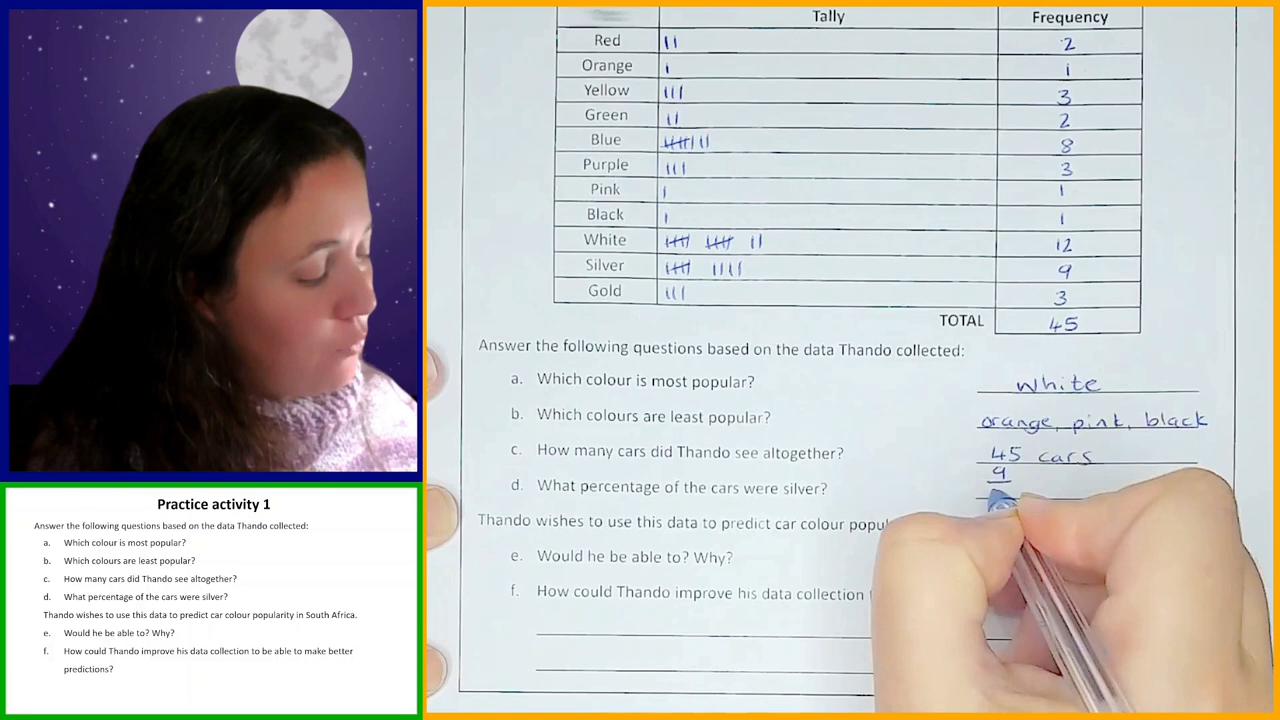 Tally Frequency
Red || 2
Orange | 1
Yellow ||| 3
Green || 2
Blue |||| ||| 8
Purple ||| 3
Pink | 1
Black | 1
White |||| |||| || 12
Silver |||| |||| 9
Gold ||| 3
TOTAL 45
Answer the following questions based on the data Thando collected:
a. Which colour is most popular? White
b. Which colours are least popular? orange, pink, black
c. How many cars did Thando see altogether? 45 cars
d. What percentage of the cars were silver? 9
Thando wishes to use this data to predict car colour
e. Would he be able to? Why?
f. How could Thando improve his data collection
Practice activity 1
Answer the following questions based on the data Thando collected:
a. Which colour is most popular?
b. Which colours are least popular?
c. How many cars did Thando see altogether?
d. What percentage of the cars were silver?
Thando wishes to use this data to predict car colour popularity in South Africa.
e. Would he be able to? Why?
f. How could Thando improve his data collection to be able to make better
predictions?